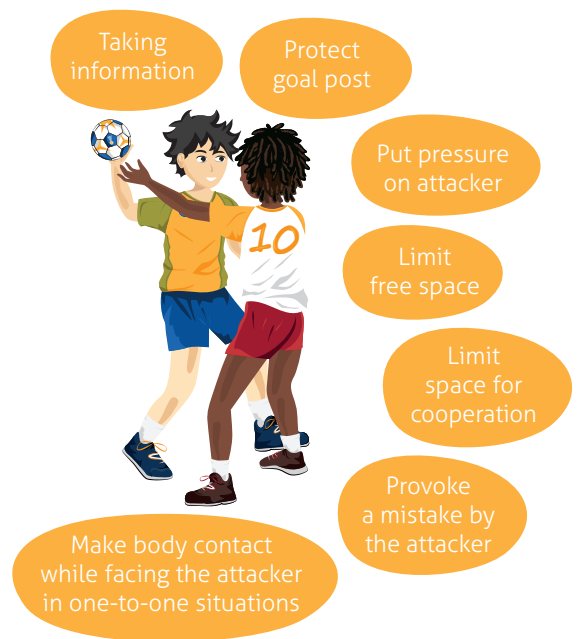 Taking
information
Protect
goal post
Put pressure
on attacker
10
Limit
free space
Limit
space for
cooperation
Provoke
a mistake by
the attacker
Make body contact
while facing the attacker
in one-to-one situations